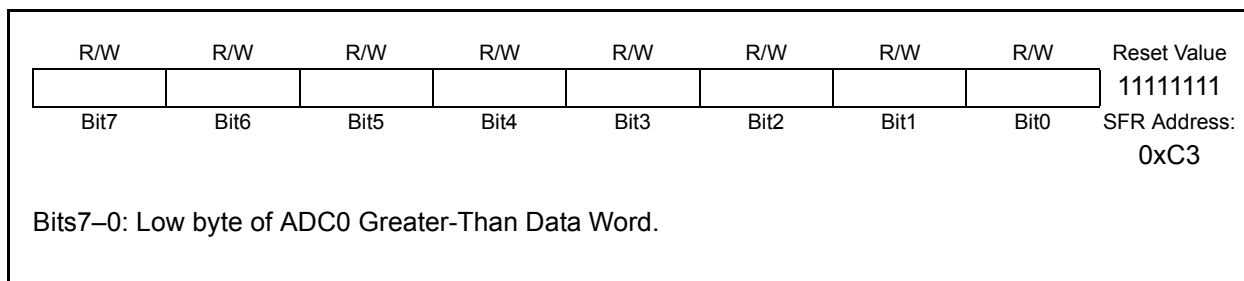 R/W R/W R/W R/W R/W R/W R/W R/W Reset Value
11111111
Bit7 Bit6 Bit5 Bit4 Bit3 Bit2 Bit1 Bit0 SFR Address:
0xC3
Bits7–0: Low byte of ADC0 Greater-Than Data Word.